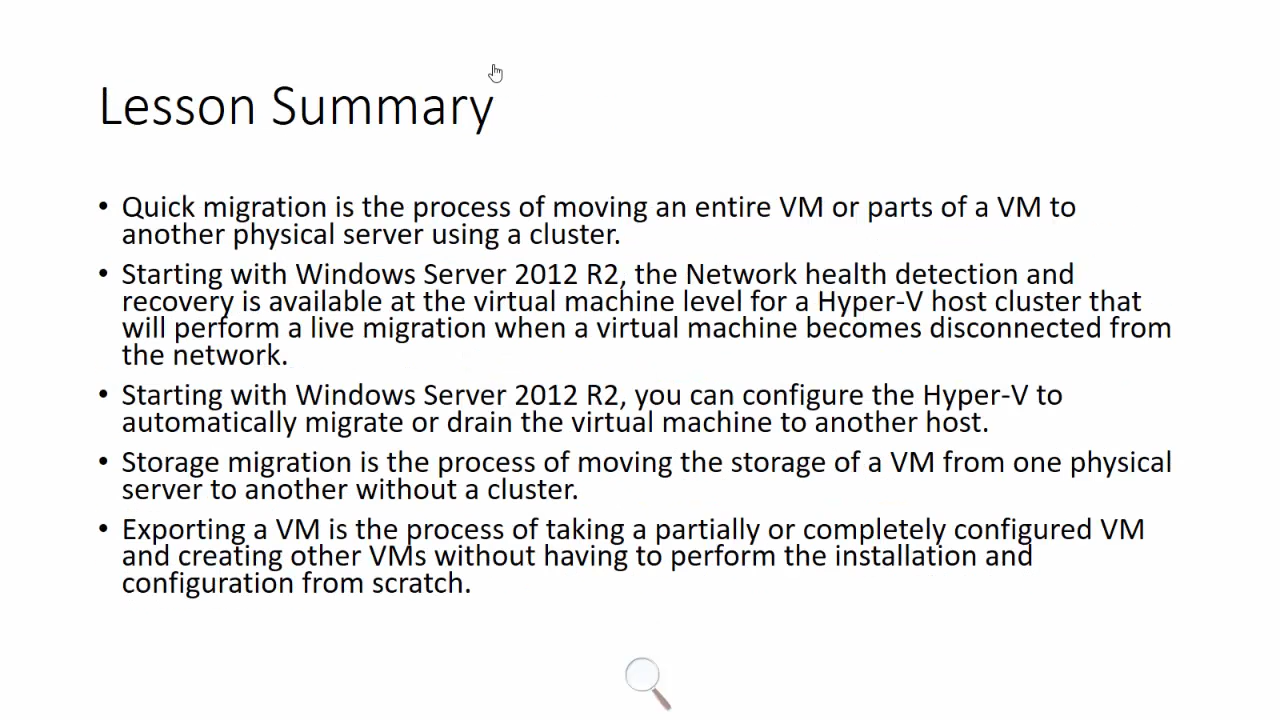 Lesson Summary
• Quick migration is the process of moving an entire VM or parts of a VM to
another physical server using a cluster.
• Starting with Windows Server 2012 R2, the Network health detection and
recovery is available at the virtual machine level for a Hyper-V host cluster that
will perform a live migration when a virtual machine becomes disconnected from
the network.
• Starting with Windows Server 2012 R2, you can configure the Hyper-V to
automatically migrate or drain the virtual machine to another host.
• Storage migration is the process of moving the storage of a VM from one physical
server to another without a cluster.
• Exporting a VM is the process of taking a partially or completely configured VM
and creating other VMs without having to perform the installation and
configuration from scratch.